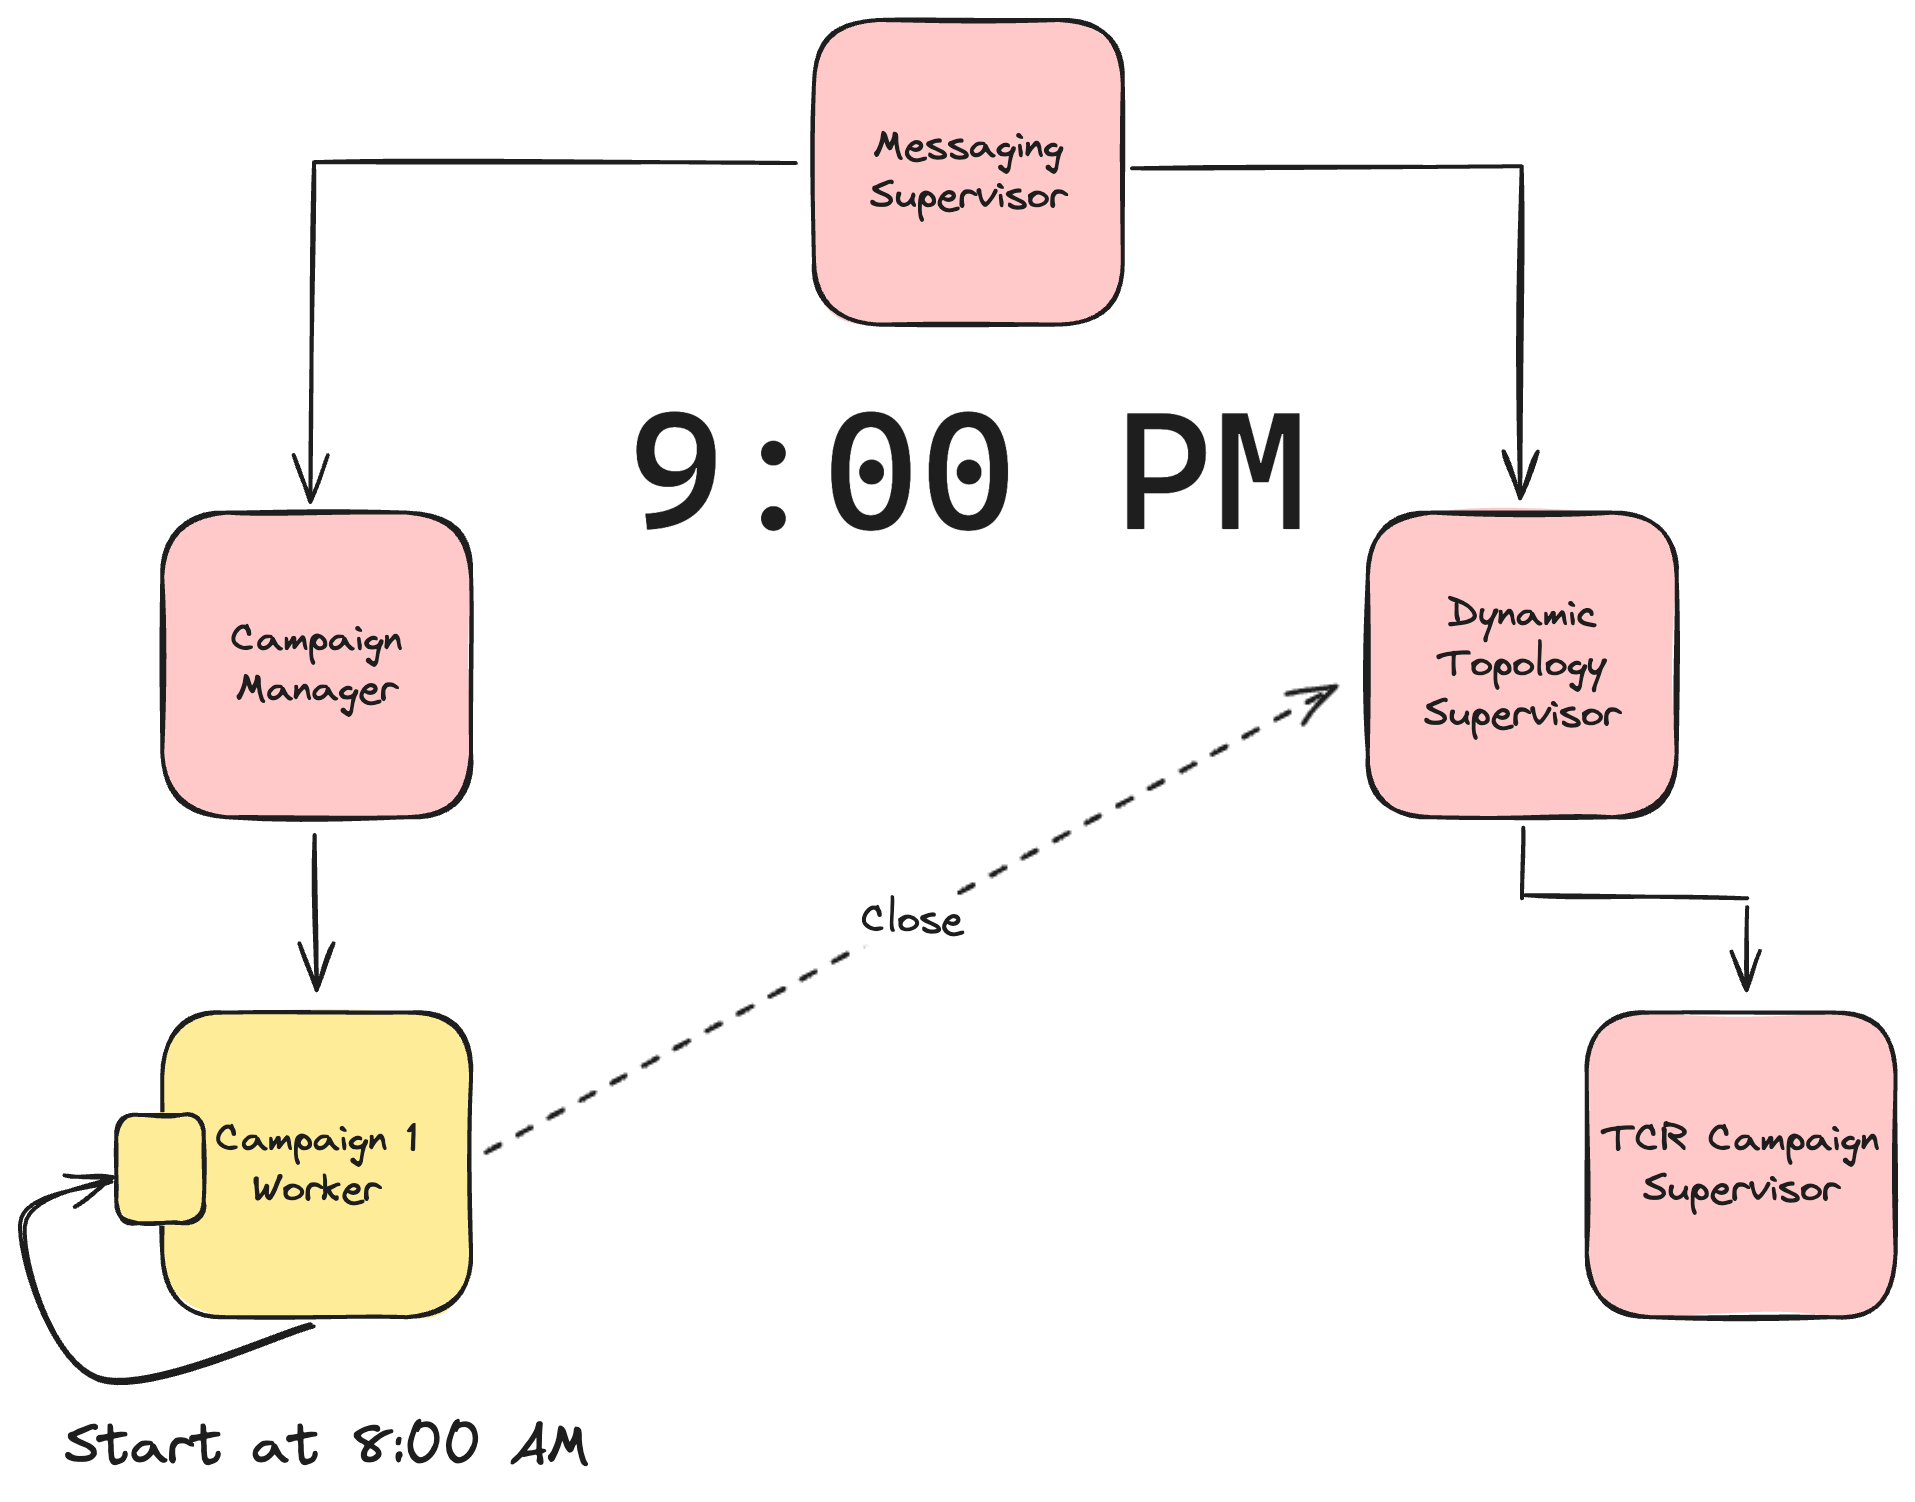 Messaging
Supervisor
9:00 PM
Campaign
Manager
Dynamic
Topology
Supervisor
Close
Campaign 1
Worker
TCR Campaign
Supervisor
Start at 8:00 AM